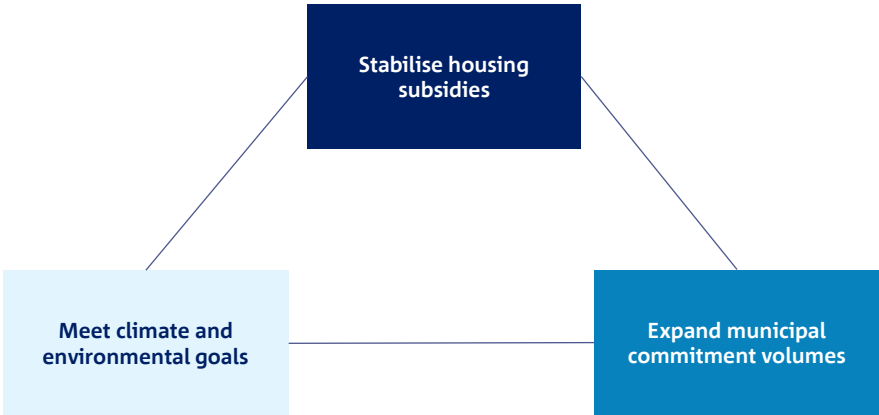 Stabilise housing
subsidies
Meet climate and
environmental goals
Expand municipal
commitment volumes